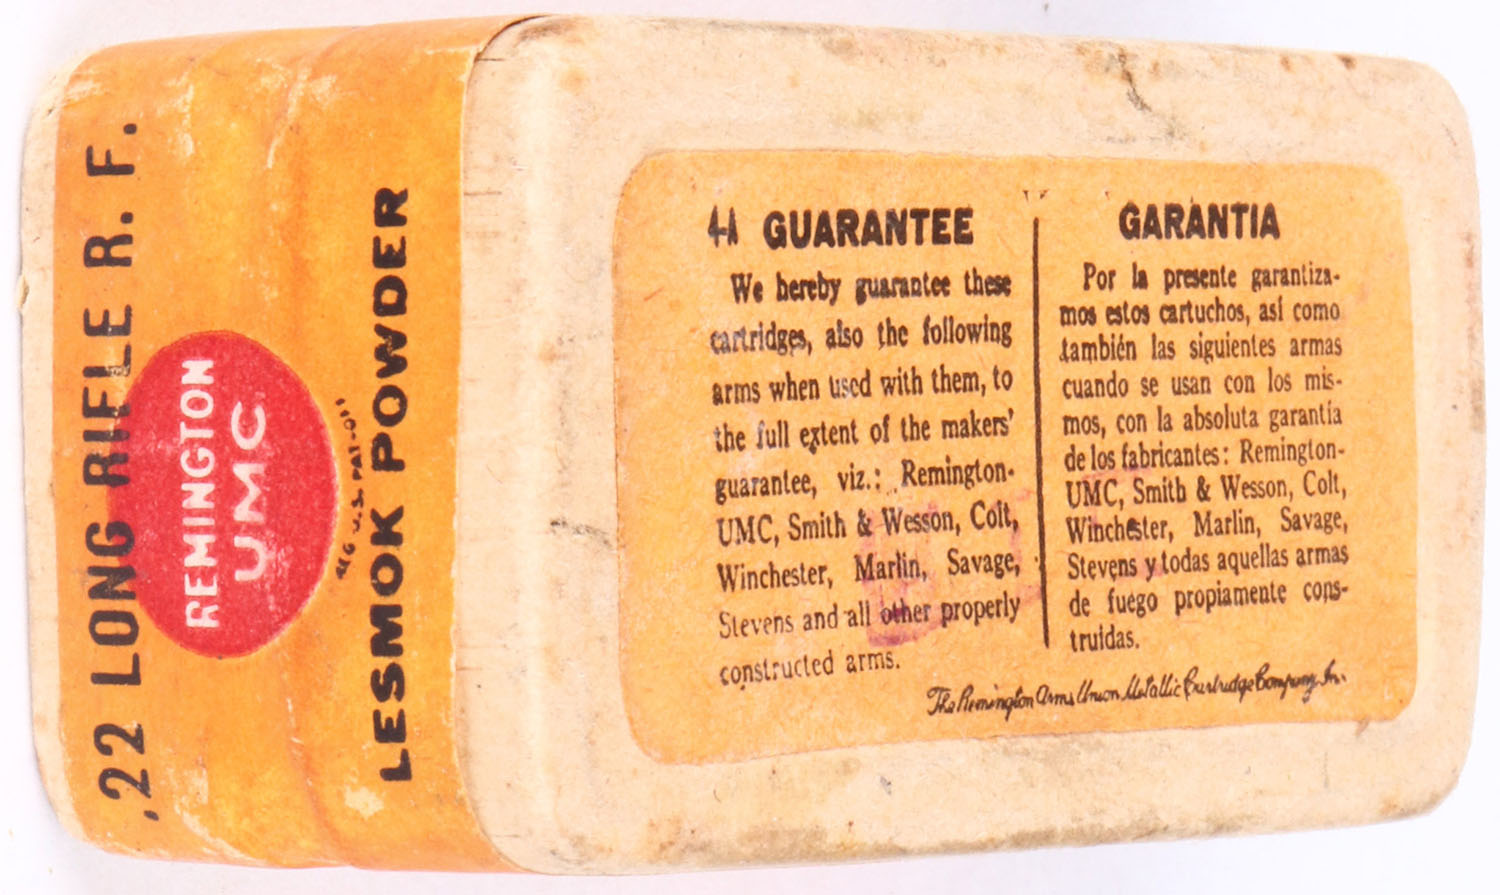 .22 LONG RIFLE R. F.
REMINGTON
UMC
REG. U.S. PAT. OFF.
LESMOK POWDER
44 GUARANTEE
We hereby guarantee these
cartridges, also the following
arms when used with them, to
the full extent of the makers'
guarantee, viz.: Remington-
UMC, Smith & Wesson, Colt,
Winchester, Marlin, Savage,
Stevens and all other properly
constructed arms.
GARANTIA
Por la presente garantiza-
mos estos cartuchos, así como
también las siguientes armas
cuando se usan con los mis-
mos, con la absoluta garantía
de los fabricantes: Remington-
UMC, Smith & Wesson, Colt,
Winchester, Marlin, Savage,
Stevens y todas aquellas armas
de fuego propiamente cons-
truidas.
The Remington Arms Union Metallic Cartridge Company, Inc.